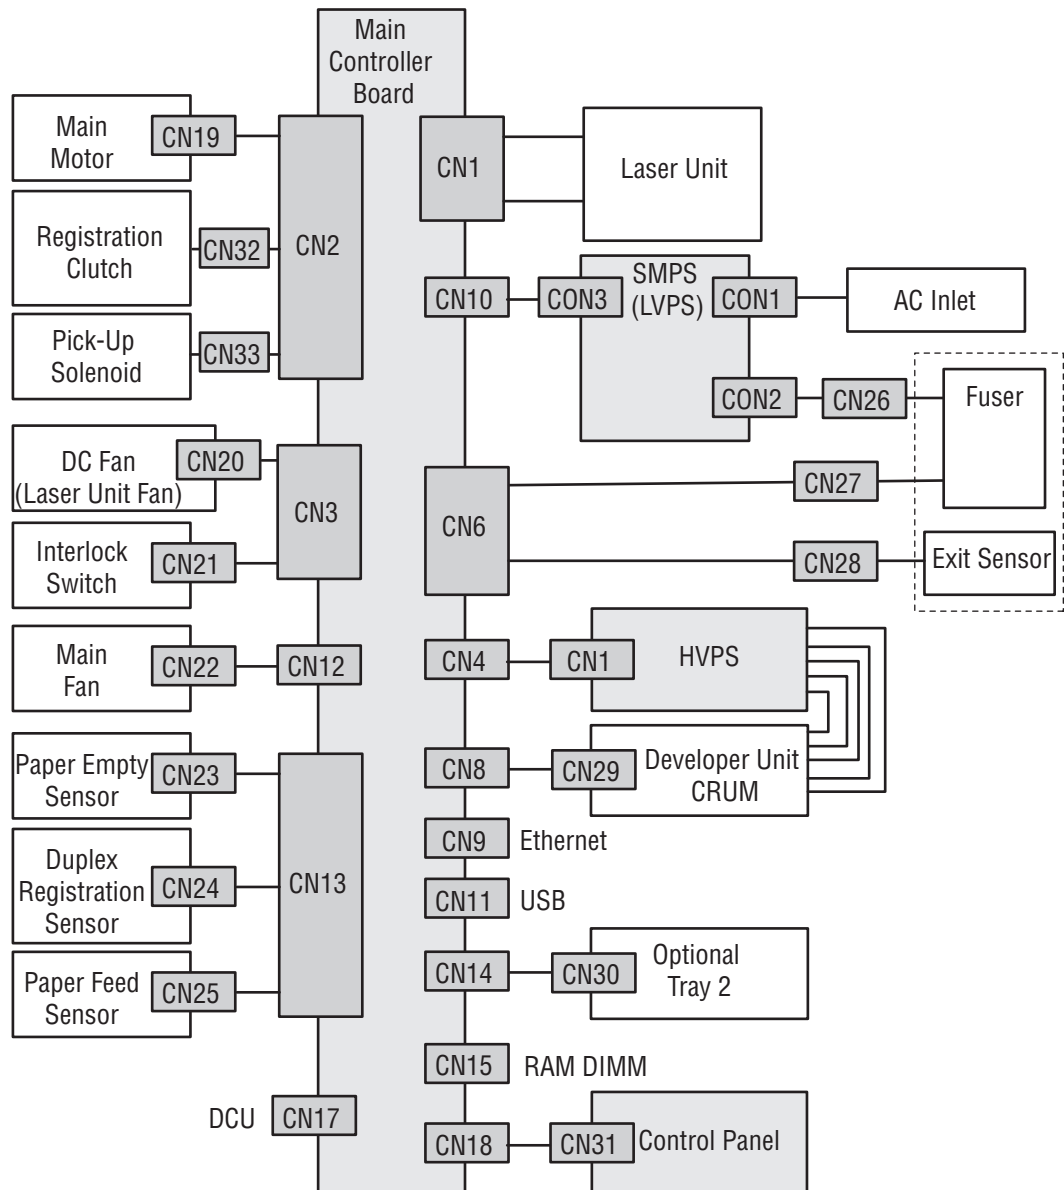 Main
Controller
Board
Main
Motor
CN19
Registration
Clutch
CN32
CN2
Pick-Up
Solenoid
CN33
DC Fan
(Laser Unit Fan)
CN20
CN3
Interlock
Switch
CN21
Main
Fan
CN22
CN12
Paper Empty
Sensor
CN23
Duplex
Registration
Sensor
CN24
CN13
Paper Feed
Sensor
CN25
DCU
CN17
CN1
Laser Unit
CN10
CON3
SMPS
(LVPS)
CON1
AC Inlet
CON2
CN26
Fuser
CN6
CN27
CN28
Exit Sensor
CN4
CN1
HVPS
CN8
CN29
Developer Unit
CRUM
CN9
Ethernet
CN11
USB
CN14
CN30
Optional
Tray 2
CN15
RAM DIMM
CN18
CN31
Control Panel